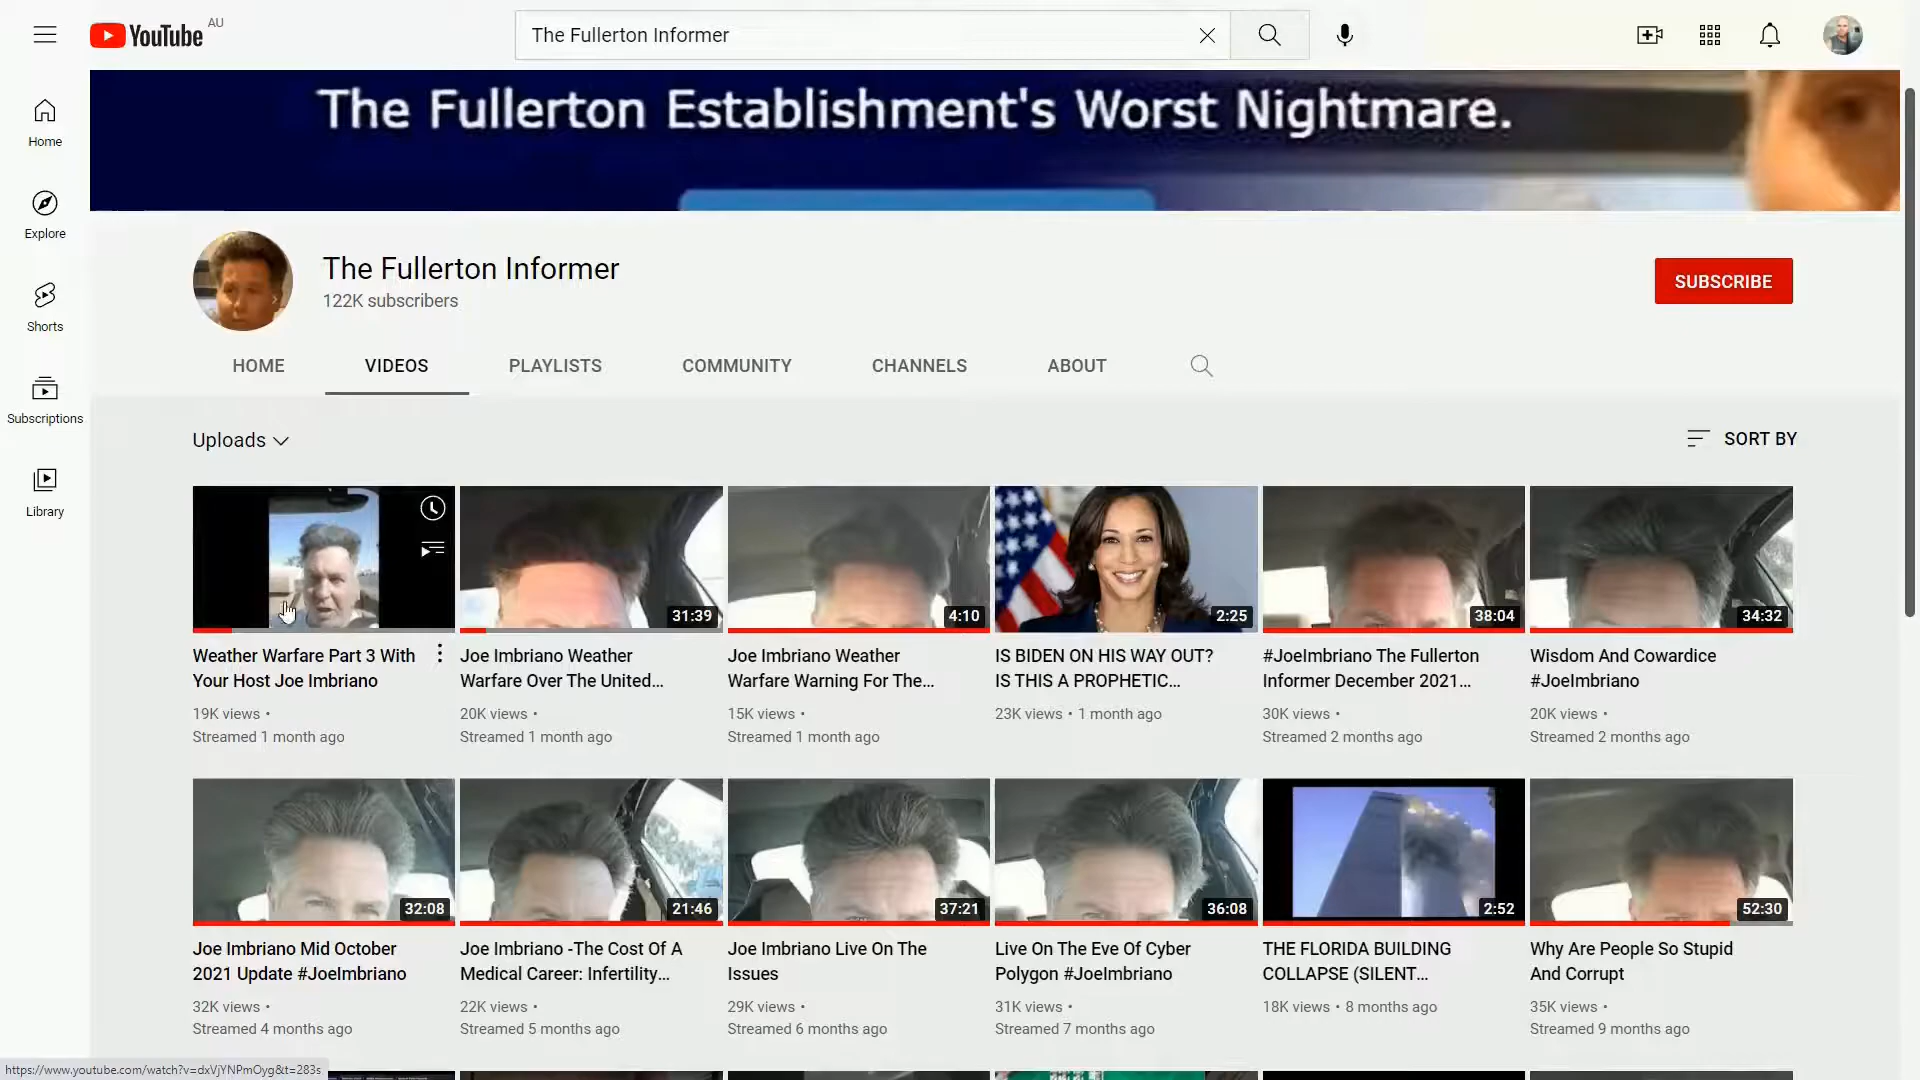 YouTube AU
The Fullerton Informer
The Fullerton Establishment's Worst Nightmare.
Home
Explore
Shorts
Subscriptions
Library
The Fullerton Informer
122K subscribers
SUBSCRIBE
HOME VIDEOS PLAYLISTS COMMUNITY CHANNELS ABOUT
Uploads
SORT BY
31:39 4:10 2:25 38:04 34:32
Weather Warfare Part 3 With
Your Host Joe Imbriano
19K views •
Streamed 1 month ago
Joe Imbriano Weather
Warfare Over The United...
20K views •
Streamed 1 month ago
Joe Imbriano Weather
Warfare Warning For The...
15K views •
Streamed 1 month ago
IS BIDEN ON HIS WAY OUT?
IS THIS A PROPHETIC...
23K views • 1 month ago
#JoeImbriano The Fullerton
Informer December 2021...
30K views •
Streamed 2 months ago
Wisdom And Cowardice
#JoeImbriano
20K views •
Streamed 2 months ago
32:08 21:46 37:21 36:08 2:52 52:30
Joe Imbriano Mid October
2021 Update #JoeImbriano
32K views •
Streamed 4 months ago
Joe Imbriano -The Cost Of A
Medical Career: Infertility...
22K views •
Streamed 5 months ago
Joe Imbriano Live On The
Issues
29K views •
Streamed 6 months ago
Live On The Eve Of Cyber
Polygon #JoeImbriano
31K views •
Streamed 7 months ago
THE FLORIDA BUILDING
COLLAPSE (SILENT...
18K views • 8 months ago
Why Are People So Stupid
And Corrupt
35K views •
Streamed 9 months ago
https://www.youtube.com/watch?v=dxVjYNPmOyg&t=283s